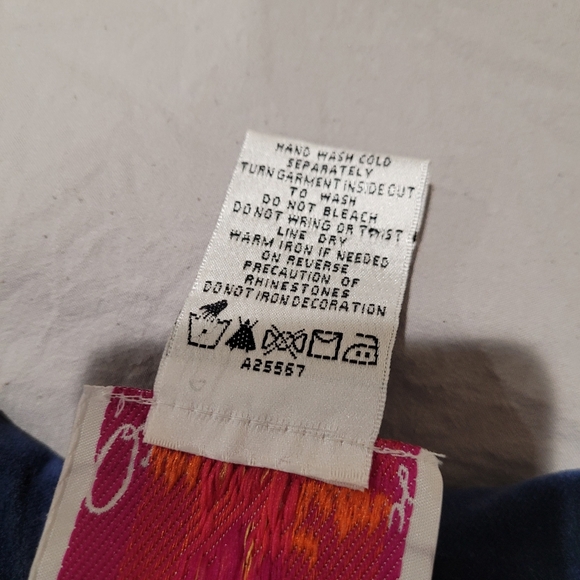 HAND WASH COLD
SEPARATELY
TURN GARMENT INSIDE OUT
TO WASH
DO NOT BLEACH
DO NOT WRING OR TWIST
LINE DRY
WARM IRON IF NEEDED
ON REVERSE
PRECAUTION OF
RHINESTONES
DO NOT IRON DECORATION
A25567